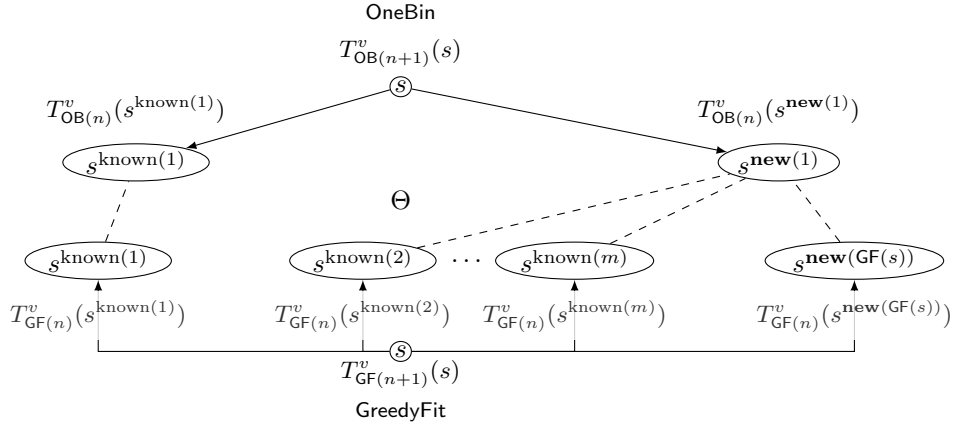 OneBin
T^v_{OB(n+1)}(s)
s
T^v_{OB(n)}(s^{known(1)})
T^v_{OB(n)}(s^{new(1)})
s^{known(1)}
s^{new(1)}
Θ
s^{known(1)}
s^{known(2)}
...
s^{known(m)}
s^{new(GF(s))}
T^v_{GF(n)}(s^{known(1)})
T^v_{GF(n)}(s^{known(2)})
T^v_{GF(n)}(s^{known(m)})
T^v_{GF(n)}(s^{new(GF(s))})
s
T^v_{GF(n+1)}(s)
GreedyFit